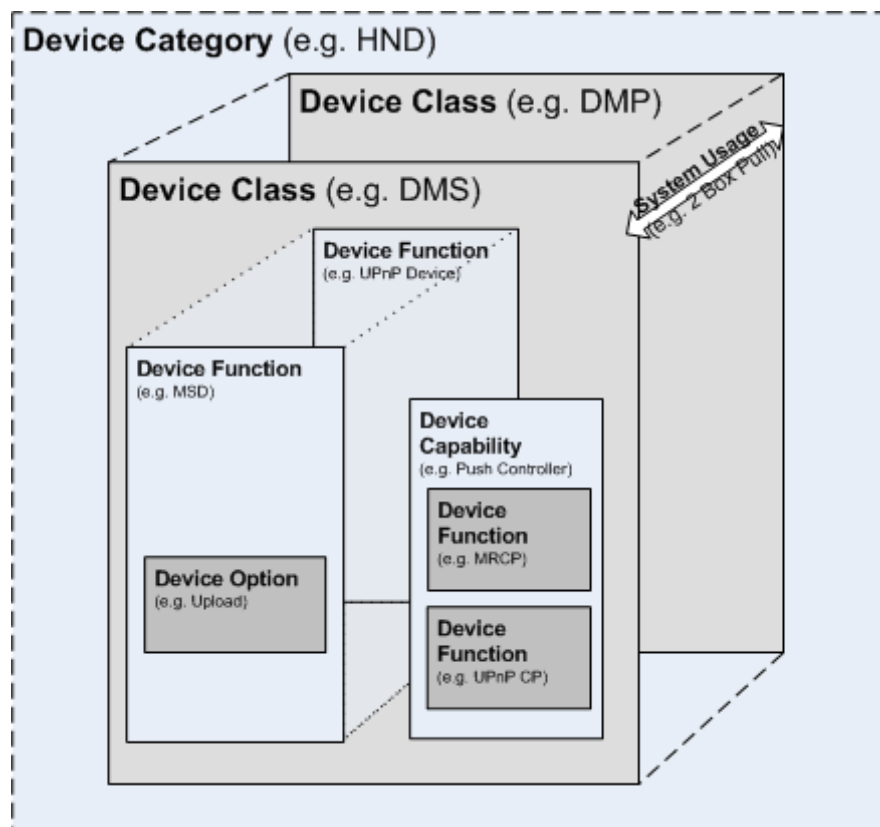 Device Category (e.g. HND)
Device Class (e.g. DMP)
System Usage
(e.g. 2 Box Pull)
Device Class (e.g. DMS)
Device Function
(e.g. UPnP Device)
Device Function
(e.g. MSD)
Device
Capability
(e.g. Push Controller)
Device
Function
(e.g. MRCP)
Device Option
(e.g. Upload)
Device
Function
(e.g. UPnP CP)